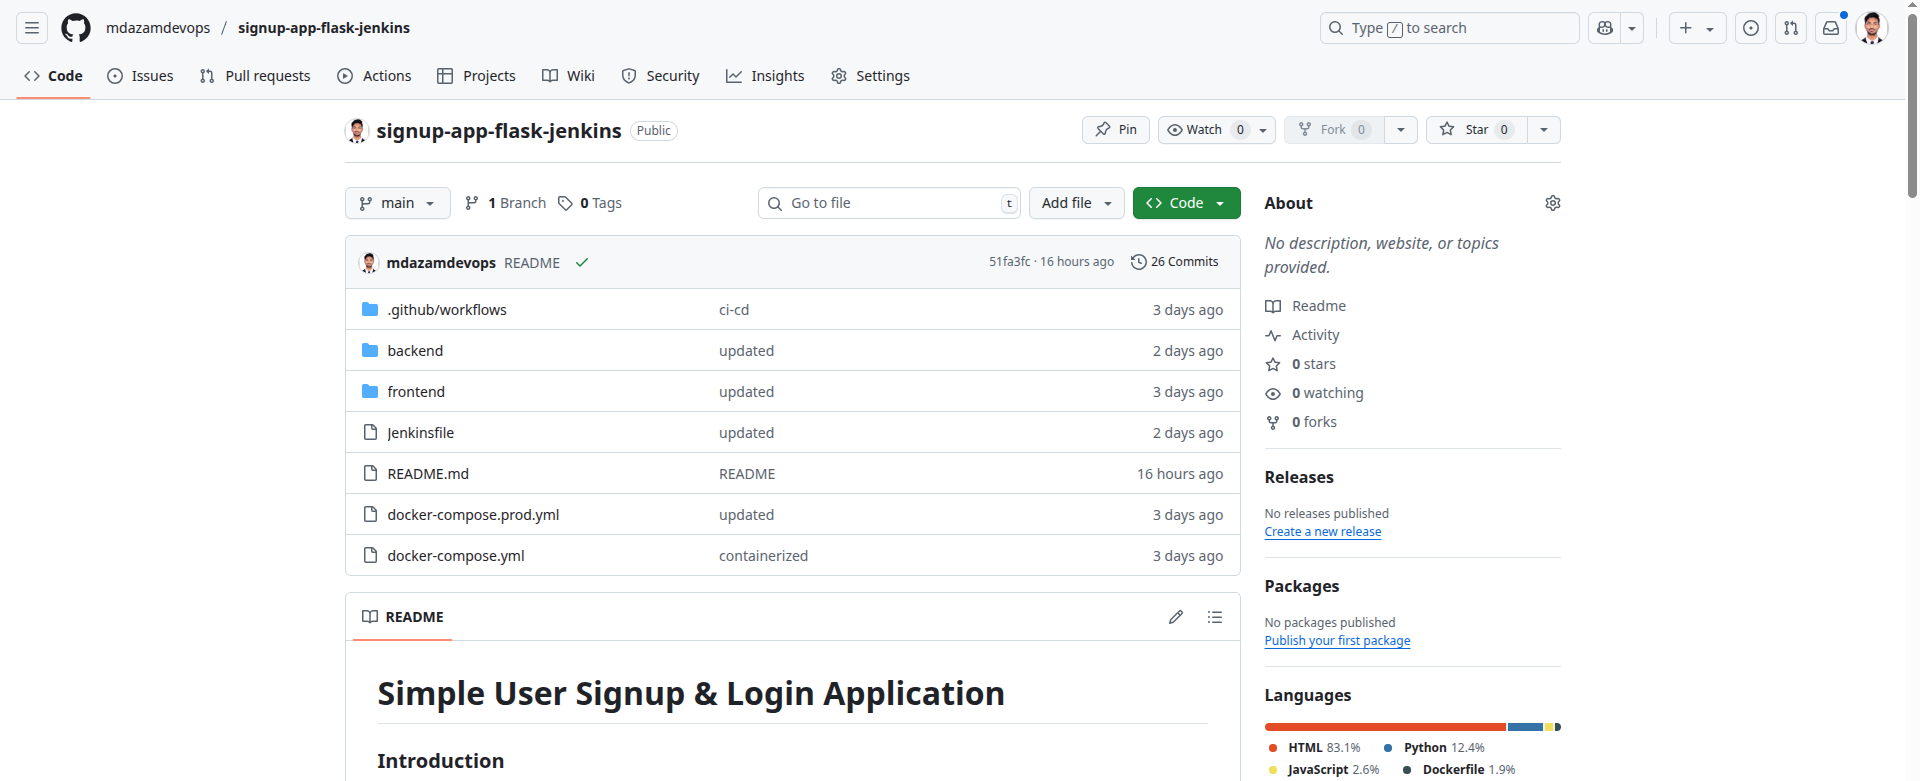 mdazamdevops / signup-app-flask-jenkins
Type / to search
Code Issues Pull requests Actions Projects Wiki Security Insights Settings
signup-app-flask-jenkins Public
Pin Watch 0 Fork 0 Star 0
main 1 Branch 0 Tags Go to file t Add file Code
mdazamdevops README 51fa3fc · 16 hours ago 26 Commits
.github/workflows ci-cd 3 days ago
backend updated 2 days ago
frontend updated 3 days ago
Jenkinsfile updated 2 days ago
README.md README 16 hours ago
docker-compose.prod.yml updated 3 days ago
docker-compose.yml containerized 3 days ago
README
Simple User Signup & Login Application
Introduction
About
No description, website, or topics
provided.
Readme
Activity
0 stars
0 watching
0 forks
Releases
No releases published
Create a new release
Packages
No packages published
Publish your first package
Languages
HTML 83.1% Python 12.4%
JavaScript 2.6% Dockerfile 1.9%